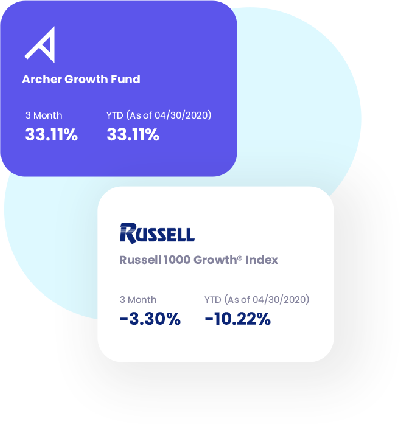 Archer Growth Fund
3 Month YTD (As of 04/30/2020)
33.11% 33.11%
RUSSELL
Russell 1000 Growth® Index
3 Month YTD (As of 04/30/2020)
-3.30% -10.22%